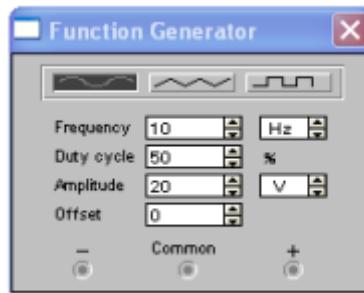 Function Generator
Frequency 10 Hz
Duty cycle 50 %
Amplitude 20 V
Offset 0
− Common +